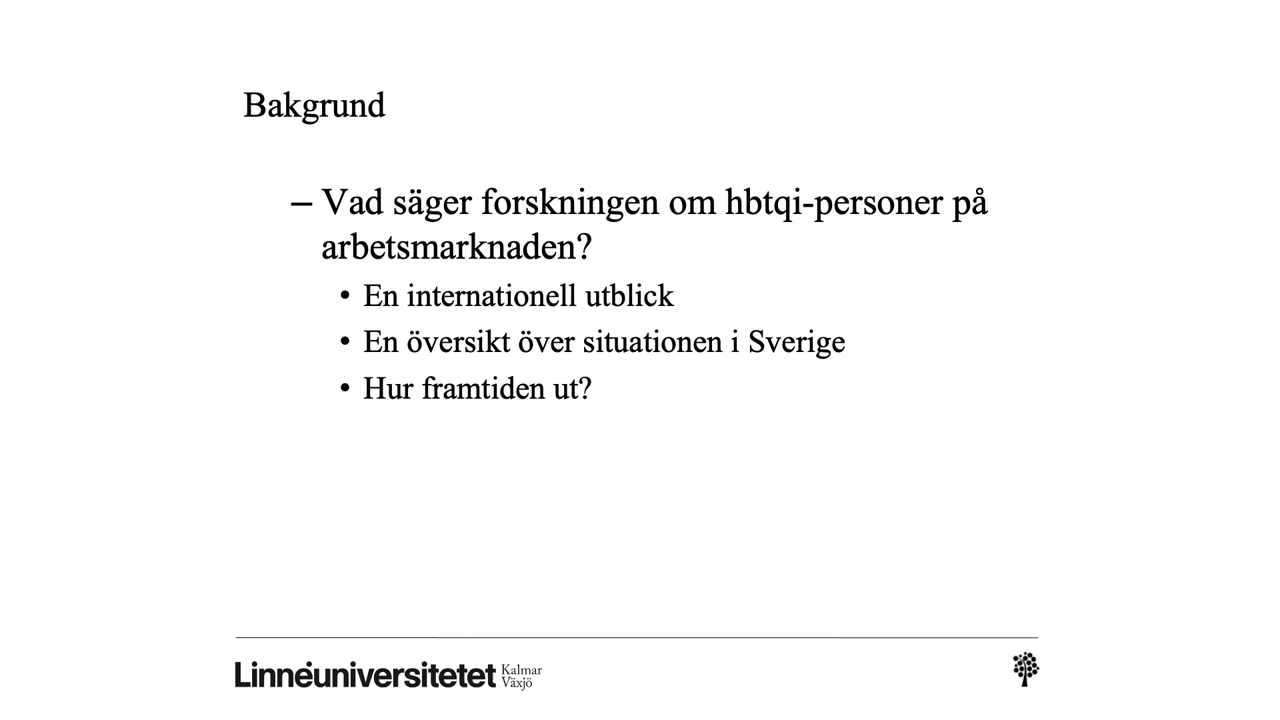 Bakgrund
– Vad säger forskningen om hbtqi-personer på
arbetsmarknaden?
• En internationell utblick
• En översikt över situationen i Sverige
• Hur framtiden ut?
Linnéuniversitetet Kalmar
Växjö